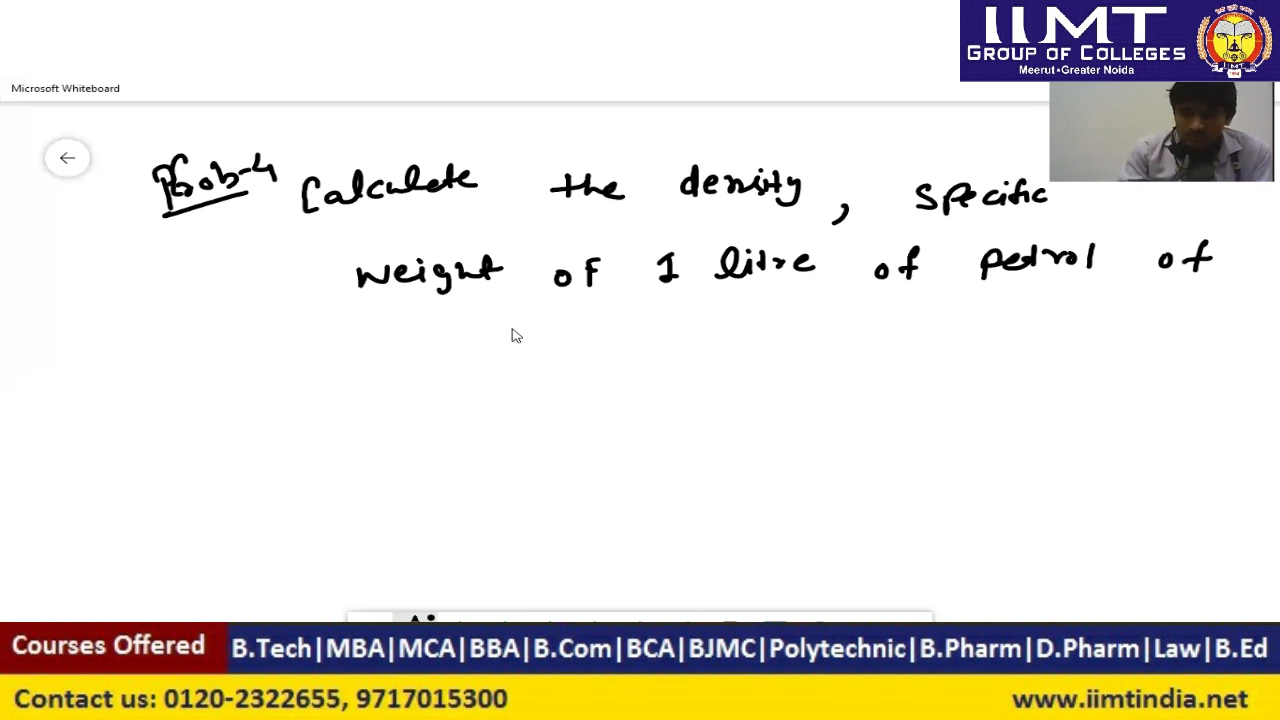 IIMT
GROUP OF COLLEGES
Meerut • Greater Noida
Microsoft Whiteboard
Prob-4 Calculate the density, specific
weight of 1 litre of petrol of
Courses Offered B.Tech|MBA|MCA|BBA|B.Com|BCA|BJMC|Polytechnic|B.Pharm|D.Pharm|Law|B.Ed
Contact us: 0120-2322655, 9717015300 www.iimtindia.net